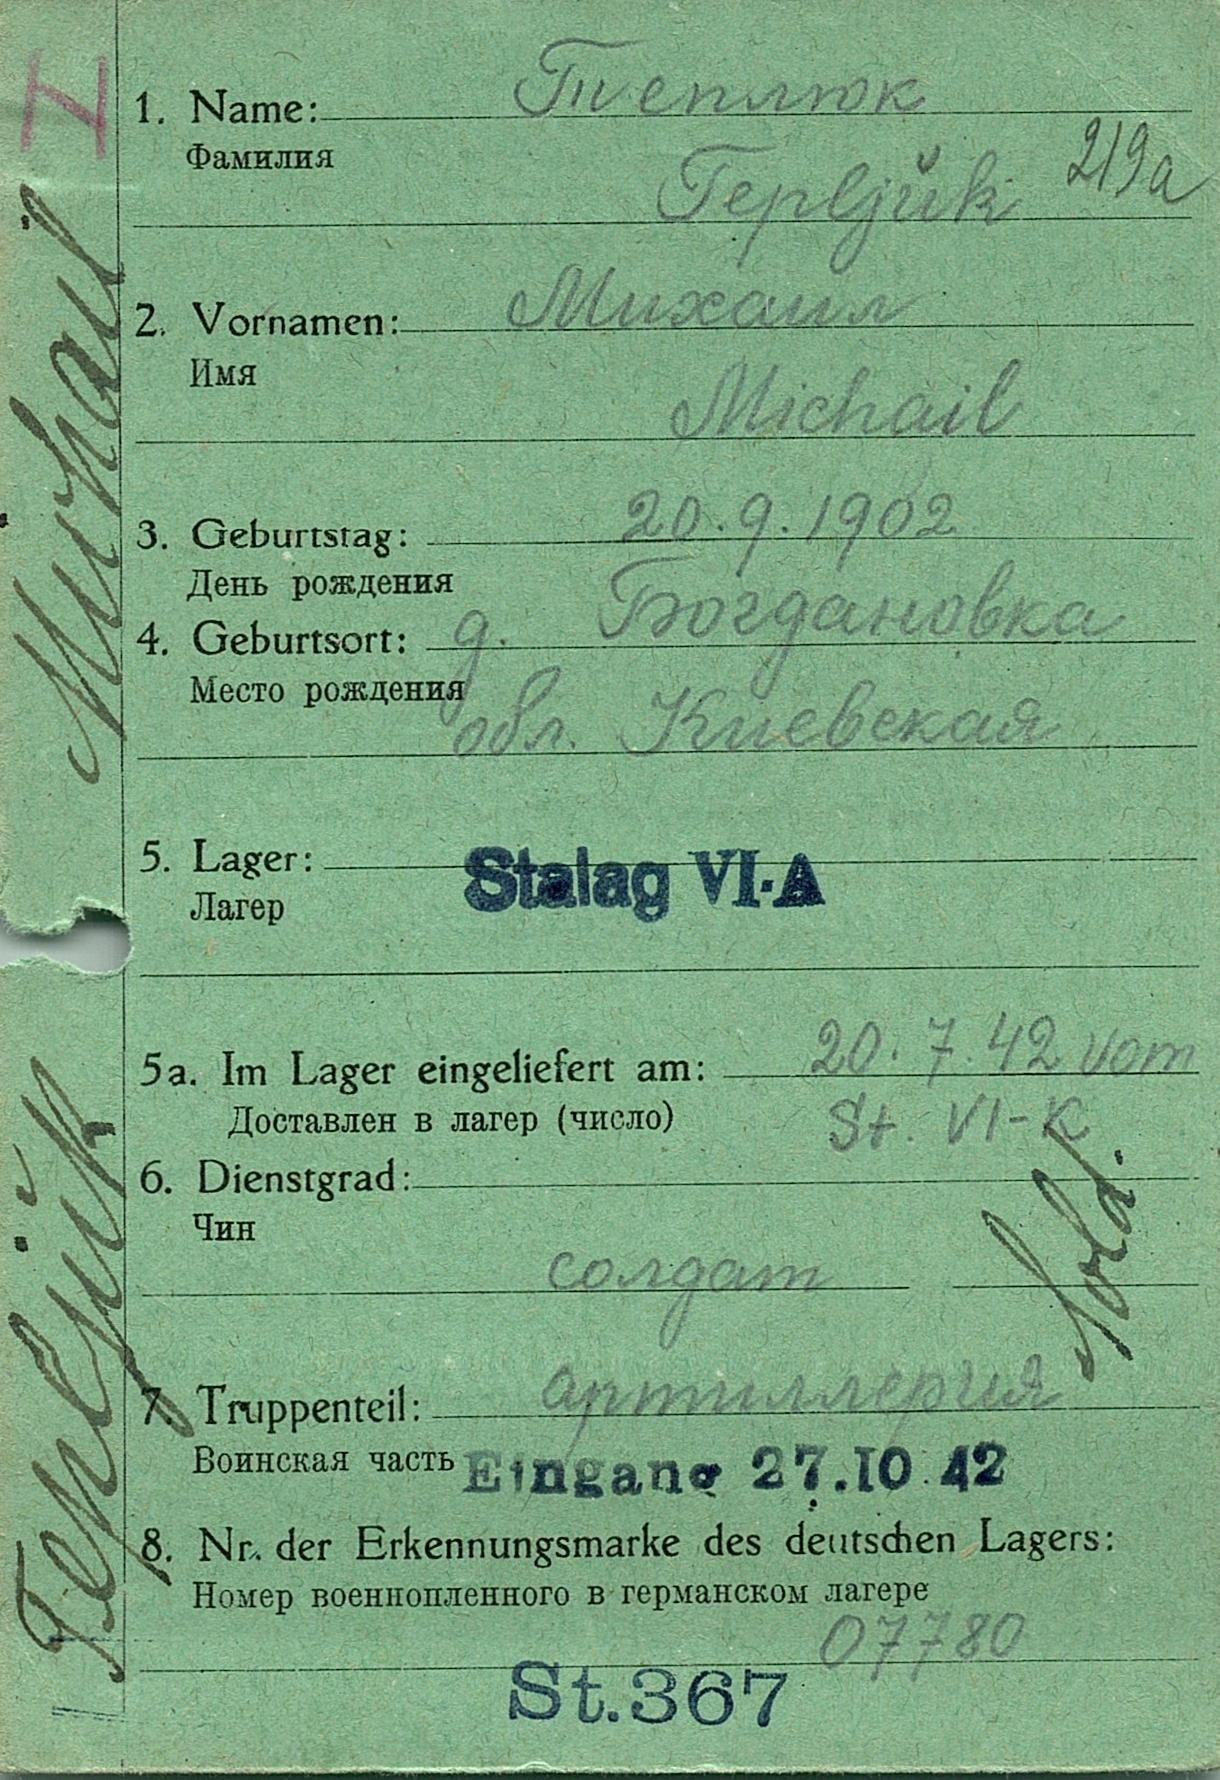 1. Name: Теплюк
Фамилия
Tepljŭk 219a
2. Vornamen: Михаил
Имя
Michail
3. Geburtstag: 20.9.1902
День рождения
4. Geburtsort: д. Богдановка
Место рождения
обл. Киевская
5. Lager: Stalag VI-A
Лагер
5a. Im Lager eingeliefert am: 20.7.42 vom
Доставлен в лагер (число) St. VI-K
6. Dienstgrad:
Чин
солдат Sold.
7. Truppenteil: артиллерия
Воинская часть Eingang 27.10.42
8. Nr. der Erkennungsmarke des deutschen Lagers:
Номер военнопленного в германском лагере
07780
St.367
Tepljŭk Michail